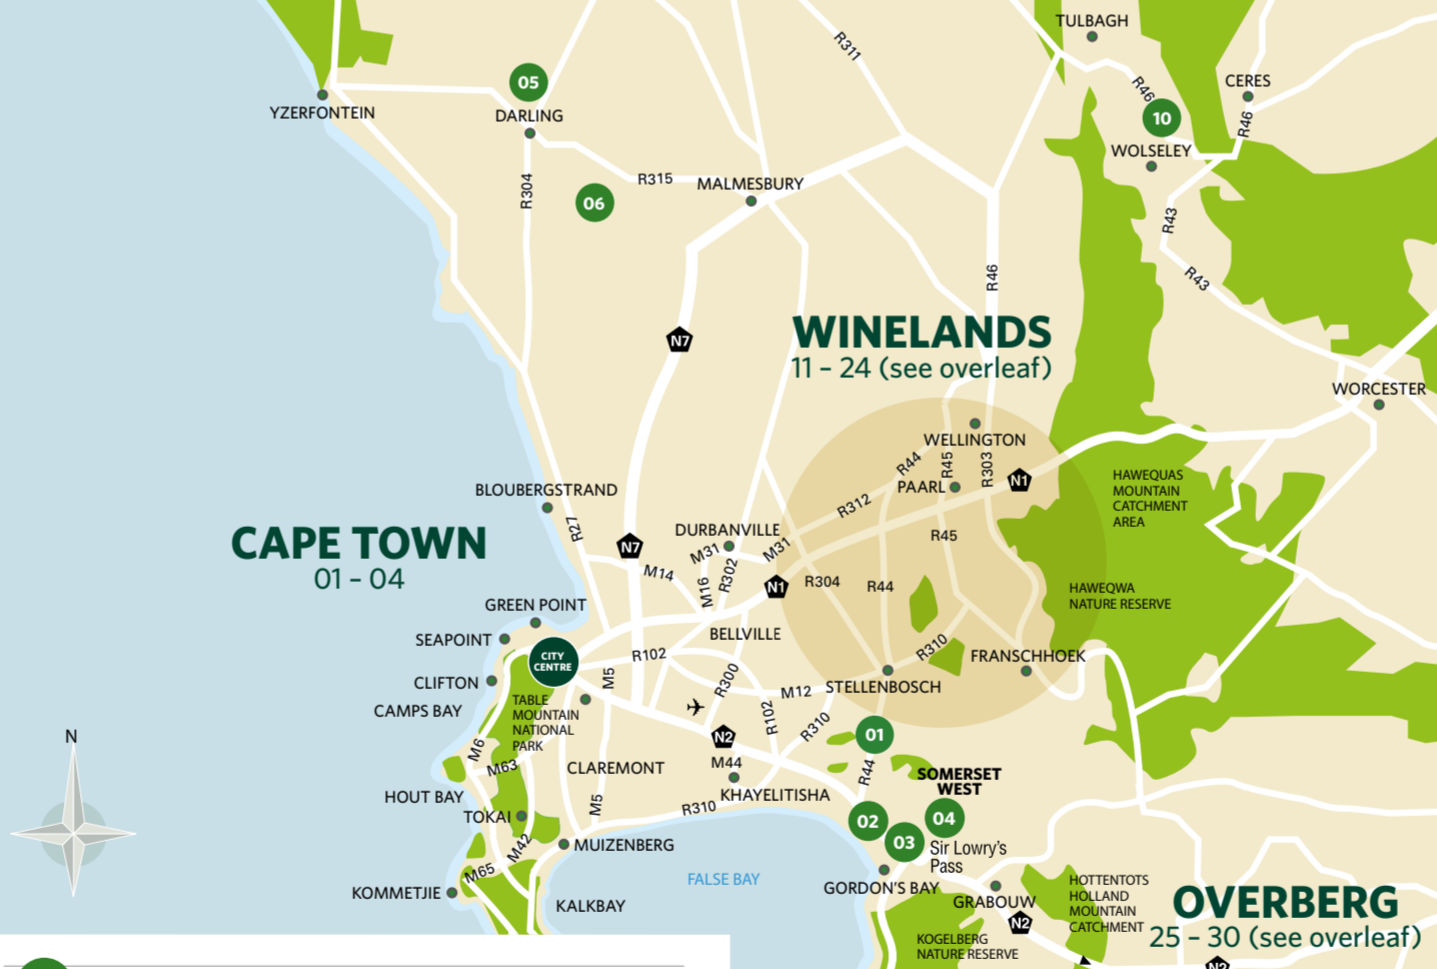 TULBAGH
R311
CERES
R46
05
10
R46
YZERFONTEIN
DARLING
WOLSELEY
R304
R315
MALMESBURY
06
R43
R46
R43
N7
WINELANDS
11 – 24 (see overleaf)
WORCESTER
WELLINGTON
R44
R45
R303
N1
PAARL
HAWEQUAS
MOUNTAIN
CATCHMENT
AREA
BLOUBERGSTRAND
R312
CAPE TOWN
01 – 04
R27
DURBANVILLE
N7
M31
M31
R45
M14
M16
R302
N1
R304
R44
HAWEQWA
NATURE RESERVE
GREEN POINT
SEAPOINT
BELLVILLE
CITY
CENTRE
R102
R310
FRANSCHHOEK
CLIFTON
M5
R300
M12
STELLENBOSCH
CAMPS BAY
TABLE
MOUNTAIN
NATIONAL
PARK
R102
R310
01
N
M6
N2
M63
CLAREMONT
M44
R44
SOMERSET
WEST
HOUT BAY
KHAYELITISHA
M5
R310
TOKAI
02
04
03
M42
MUIZENBERG
Sir Lowry's
Pass
M65
FALSE BAY
KOMMETJIE
GORDON'S BAY
GRABOUW
HOTTENTOTS
HOLLAND
MOUNTAIN
CATCHMENT
KALKBAY
OVERBERG
25 – 30 (see overleaf)
N2
KOGELBERG
NATURE RESERVE
N2